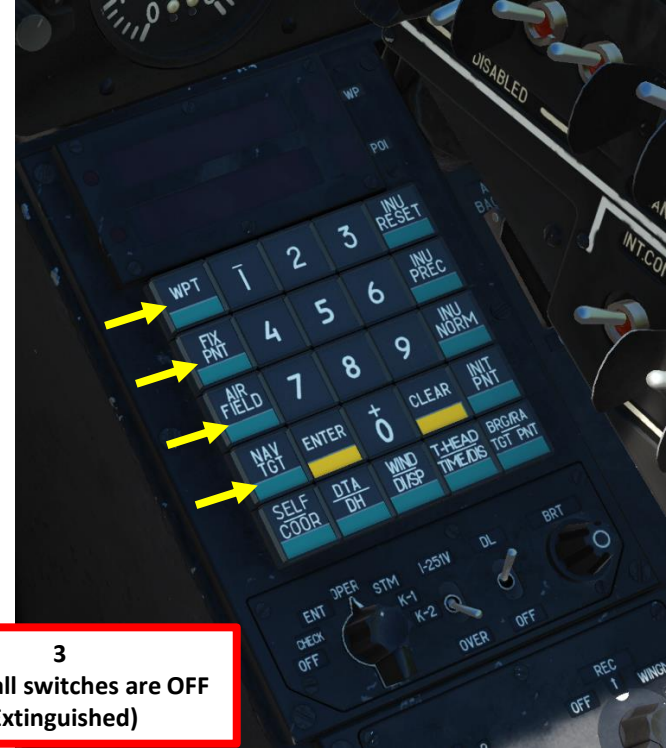 DISABLED
WP
POI
INU
RESET
WPT
1
2
3
INU
PREC
FIX
PNT
4
5
6
INU
NORM
AIR
FIELD
7
8
9
INIT
PNT
NAV
TGT
ENTER
+
0
CLEAR
BRG/RA
TGT PNT
SELF
COOR
DTA
DH
WIND
DI/SP
T-HEAD
TIME/DIS
INT.CO
BRT
DL
I-251V
STM
OPER
ENT
CHECK
OFF
K-1
K-2
OVER
OFF
REC
OFF
WING
3
all switches are OFF
Extinguished)